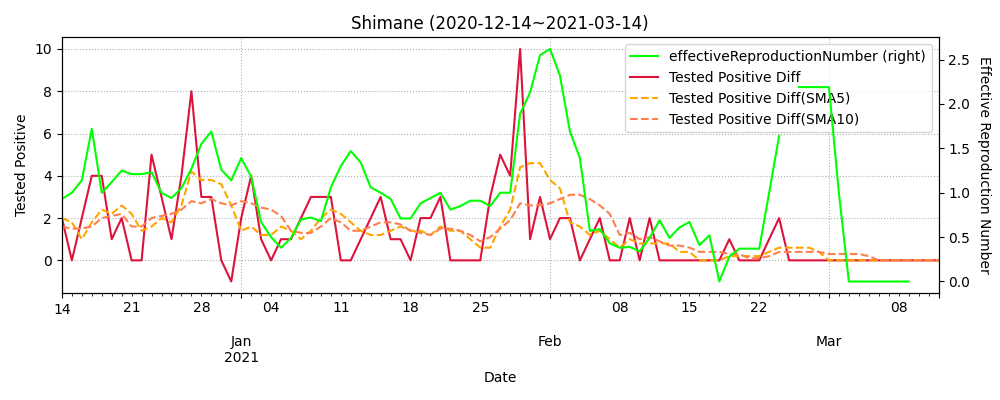 Shimane (2020-12-14~2021-03-14)
effectiveReproductionNumber (right)
Tested Positive Diff
Tested Positive Diff(SMA5)
Tested Positive Diff(SMA10)
Tested Positive
10
8
6
4
2
0
2.5
2.0
1.5
1.0
0.5
0.0
Effective Reproduction Number
14 21 28 04 11 18 25 08 15 22 08
Jan Feb Mar
2021
Date